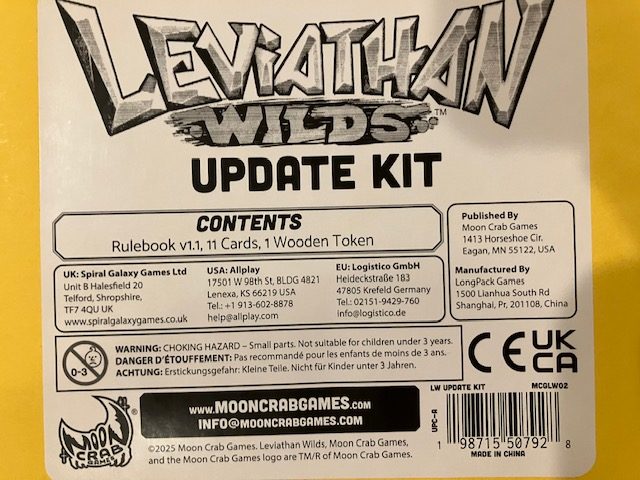 LEVIATHAN
WILDS™
UPDATE KIT
CONTENTS
Rulebook v1.1, 11 Cards, 1 Wooden Token
Published By
Moon Crab Games
1413 Horseshoe Cir.
Eagan, MN 55122, USA
Manufactured By
LongPack Games
1500 Lianhua South Rd
Shanghai, Pr, 201108, China
UK: Spiral Galaxy Games Ltd
Unit B Halesfield 20
Telford, Shropshire,
TF7 4QU UK
www.spiralgalaxygames.co.uk
USA: Allplay
17501 W 98th St, BLDG 4821
Lenexa, KS 66219 USA
Tel.: +1 913-602-8878
help@allplay.com
EU: Logistico GmbH
Heideckstraße 183
47805 Krefeld Germany
Tel.: 02151-9429-760
info@logistico.de
0-3
WARNING: CHOKING HAZARD – Small parts. Not suitable for children under 3 years.
DANGER D'ÉTOUFFEMENT: Pas recommandé pour les enfants de moins de 3 ans.
ACHTUNG: Erstickungsgefahr: Kleine Teile. Nicht für Kinder unter 3 Jahren.
CE UK
CA
MOON
CRAB
GAMES
www.MOONCRABGAMES.com
INFO@MOONCRABGAMES.COM
©2025 Moon Crab Games. Leviathan Wilds, Moon Crab Games,
and the Moon Crab Games logo are TM/R of Moon Crab Games.
LW UPDATE KIT MCGLW02
UPC-A
1 98715 50792 8
MADE IN CHINA